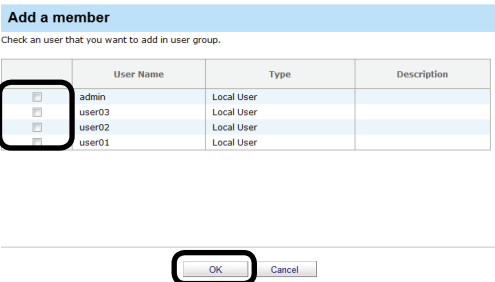 Add a member
Check an user that you want to add in user group.
User Name Type Description
admin Local User
user03 Local User
user02 Local User
user01 Local User
OK Cancel